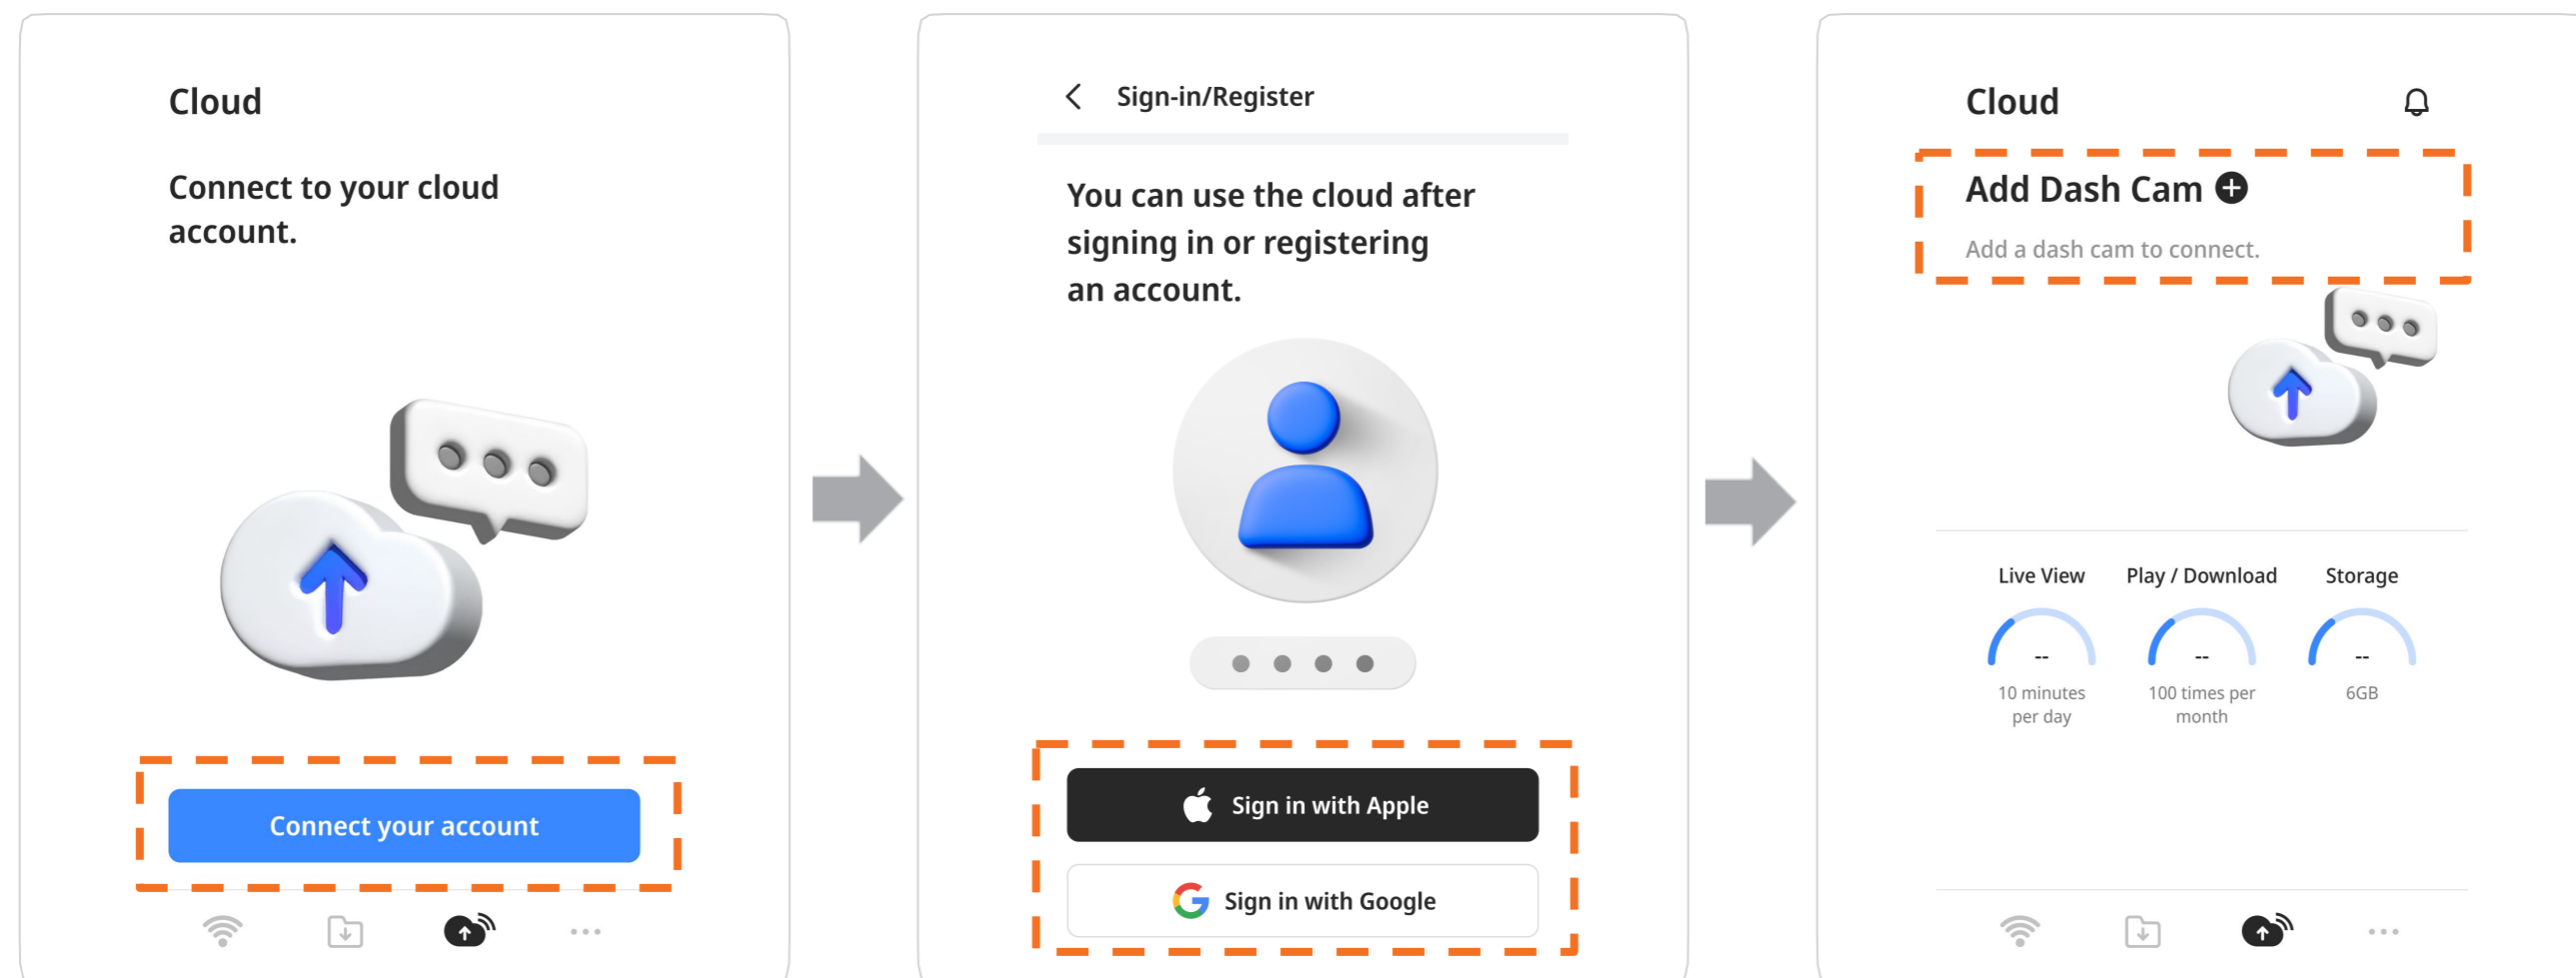 Cloud
Connect to your cloud
account.
Connect your account
Sign-in/Register
You can use the cloud after
signing in or registering
an account.
Sign in with Apple
Sign in with Google
Cloud
Add Dash Cam
Add a dash cam to connect.
Live View Play / Download Storage
-- -- --
10 minutes 100 times per 6GB
per day month